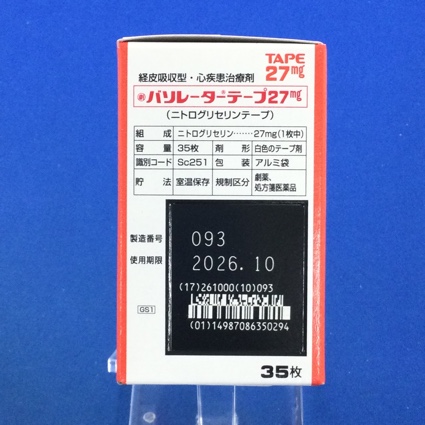 TAPE
27mg
経皮吸収型・心疾患治療剤
劇 バソレーター®テープ27mg
(ニトログリセリンテープ)
組成 ニトログリセリン……27mg(1枚中)
容量 35枚 剤形 白色のテープ剤
識別コード Sc251 包装 アルミ袋
貯法 室温保存 規制区分 劇薬、
処方箋医薬品
製造番号 093
使用期限 2026.10
(17)261000(10)093
GS1
(01)14987086350294
35枚